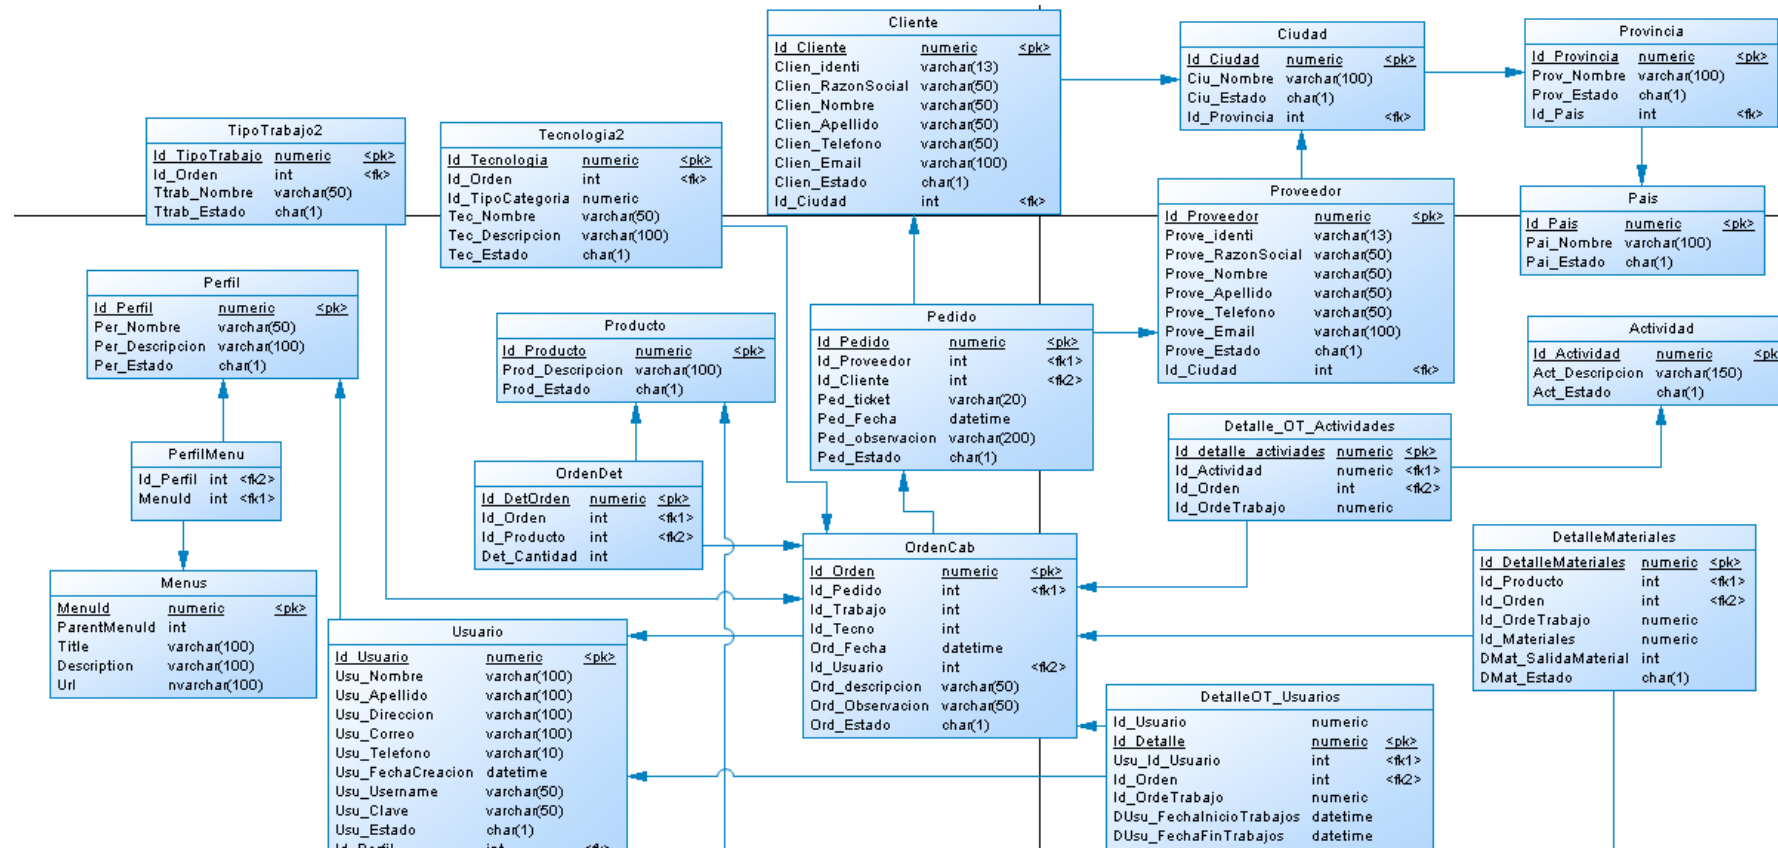 Cliente
Id_Cliente numeric <pk>
Clien_identi varchar(13)
Clien_RazonSocial varchar(50)
Clien_Nombre varchar(50)
Clien_Apellido varchar(50)
Clien_Telefono varchar(50)
Clien_Email varchar(100)
Clien_Estado char(1)
Id_Ciudad int <fk>
Ciudad
Id_Ciudad numeric <pk>
Ciu_Nombre varchar(100)
Ciu_Estado char(1)
Id_Provincia int <fk>
Provincia
Id_Provincia numeric <pk>
Prov_Nombre varchar(100)
Prov_Estado char(1)
Id_Pais int <fk>
TipoTrabajo2
Id_TipoTrabajo numeric <pk>
Id_Orden int <fk>
Ttrab_Nombre varchar(50)
Ttrab_Estado char(1)
Tecnologia2
Id_Tecnologia numeric <pk>
Id_Orden int <fk>
Id_TipoCategoria numeric
Tec_Nombre varchar(50)
Tec_Descripcion varchar(100)
Tec_Estado char(1)
Proveedor
Id_Proveedor numeric <pk>
Prove_identi varchar(13)
Prove_RazonSocial varchar(50)
Prove_Nombre varchar(50)
Prove_Apellido varchar(50)
Prove_Telefono varchar(50)
Prove_Email varchar(100)
Prove_Estado char(1)
Id_Ciudad int <fk>
Pais
Id_Pais numeric <pk>
Pai_Nombre varchar(100)
Pai_Estado char(1)
Perfil
Id_Perfil numeric <pk>
Per_Nombre varchar(50)
Per_Descripcion varchar(100)
Per_Estado char(1)
Producto
Id_Producto numeric <pk>
Prod_Descripcion varchar(100)
Prod_Estado char(1)
Pedido
Id_Pedido numeric <pk>
Id_Proveedor int <fk1>
Id_Cliente int <fk2>
Ped_ticket varchar(20)
Ped_Fecha datetime
Ped_observacion varchar(200)
Ped_Estado char(1)
Actividad
Id_Actividad numeric <pk
Act_Descripcion varchar(150)
Act_Estado char(1)
PerfilMenu
Id_Perfil int <fk2>
MenuId int <fk1>
OrdenDet
Id_DetOrden numeric <pk>
Id_Orden int <fk1>
Id_Producto int <fk2>
Det_Cantidad int
Detalle_OT_Actividades
Id_detalle_activiades numeric <pk>
Id_Actividad numeric <fk1>
Id_Orden int <fk2>
Id_OrdeTrabajo numeric
Menus
MenuId numeric <pk>
ParentMenuId int
Title varchar(100)
Description varchar(100)
Url nvarchar(100)
OrdenCab
Id_Orden numeric <pk>
Id_Pedido int <fk1>
Id_Trabajo int
Id_Tecno int
Ord_Fecha datetime
Id_Usuario int <fk2>
Ord_descripcion varchar(50)
Ord_Observacion varchar(50)
Ord_Estado char(1)
DetalleMateriales
Id_DetalleMateriales numeric <pk>
Id_Producto int <fk1>
Id_Orden int <fk2>
Id_OrdeTrabajo numeric
Id_Materiales numeric
DMat_SalidaMaterial int
DMat_Estado char(1)
Usuario
Id_Usuario numeric <pk>
Usu_Nombre varchar(100)
Usu_Apellido varchar(100)
Usu_Direccion varchar(100)
Usu_Correo varchar(100)
Usu_Telefono varchar(10)
Usu_FechaCreacion datetime
Usu_Username varchar(50)
Usu_Clave varchar(50)
Usu_Estado char(1)
Id_Perfil int <fk>
DetalleOT_Usuarios
Id_Usuario numeric
Id_Detalle numeric <pk>
Usu_Id_Usuario int <fk1>
Id_Orden int <fk2>
Id_OrdeTrabajo numeric
DUsu_FechaInicioTrabajos datetime
DUsu_FechaFinTrabajos datetime